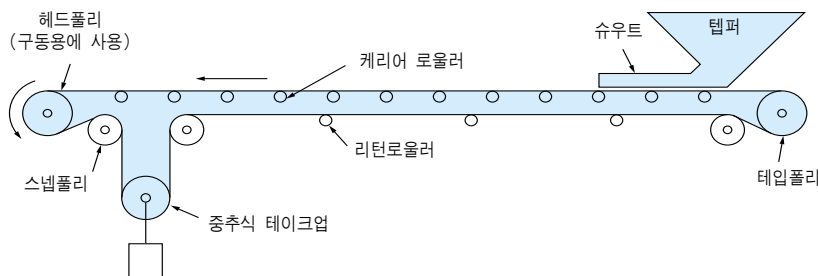 헤드풀리
(구동용에 사용)
슈우트
텝퍼
케리어 로울러
리턴로울러
스넵풀리
테입폴리
중추식 테이크업